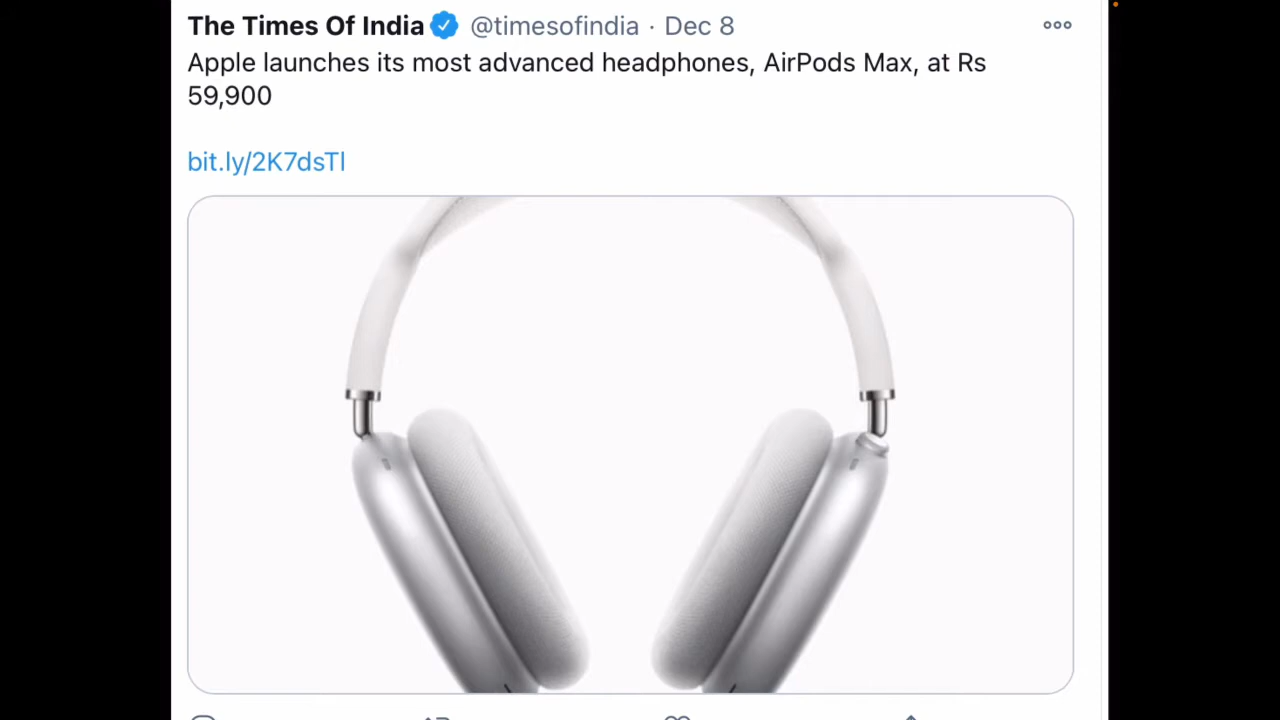 The Times Of India @timesofindia · Dec 8
Apple launches its most advanced headphones, AirPods Max, at Rs
59,900
bit.ly/2K7dsTl